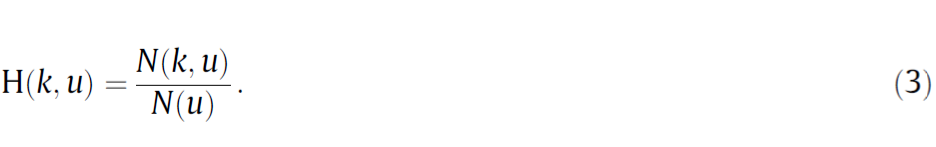 H(k, u) = N(k, u) / N(u) . (3)